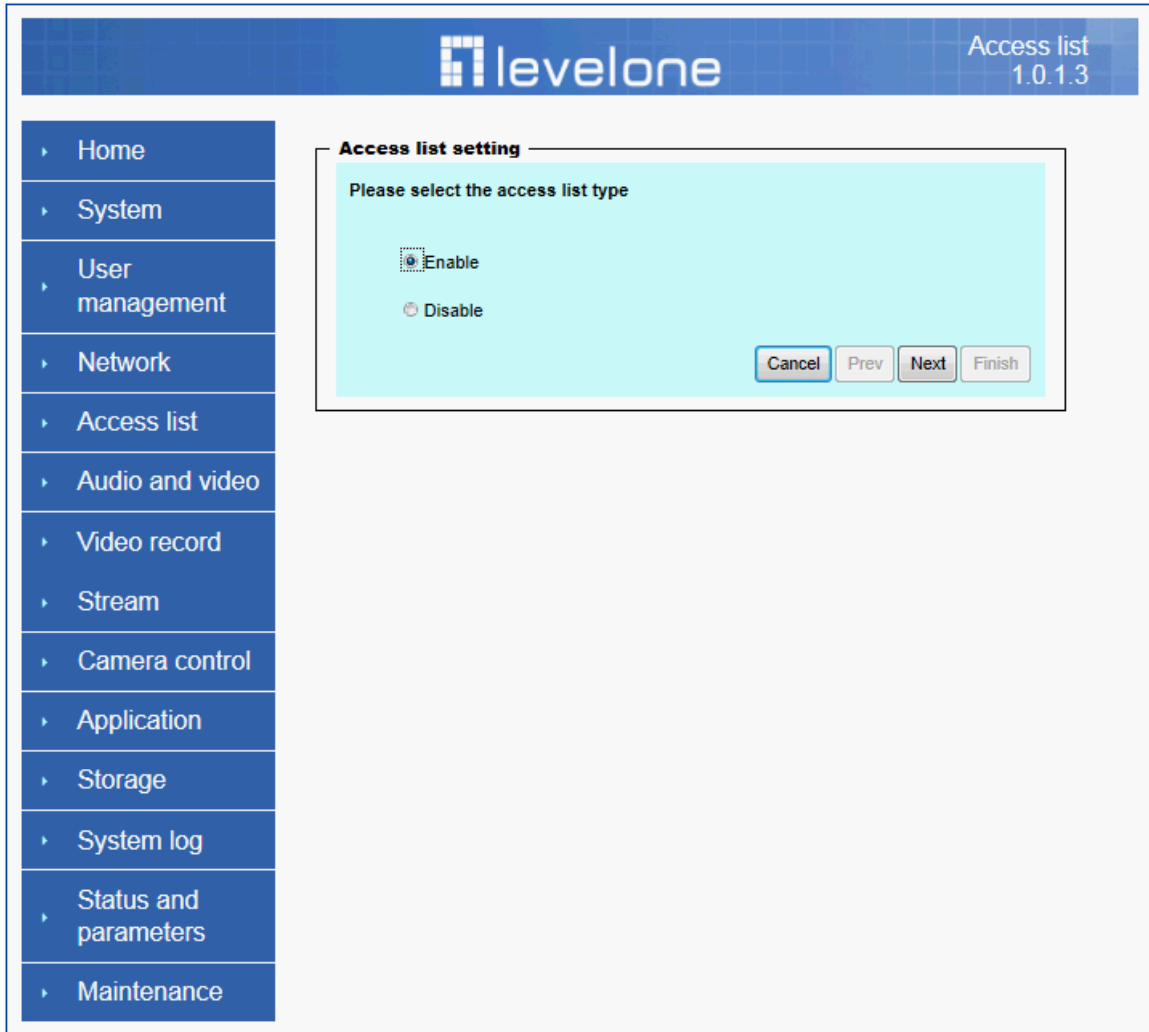 levelone
Access list
1.0.1.3
Home
System
User
management
Network
Access list
Audio and video
Video record
Stream
Camera control
Application
Storage
System log
Status and
parameters
Maintenance
Access list setting
Please select the access list type
Enable
Disable
Cancel Prev Next Finish